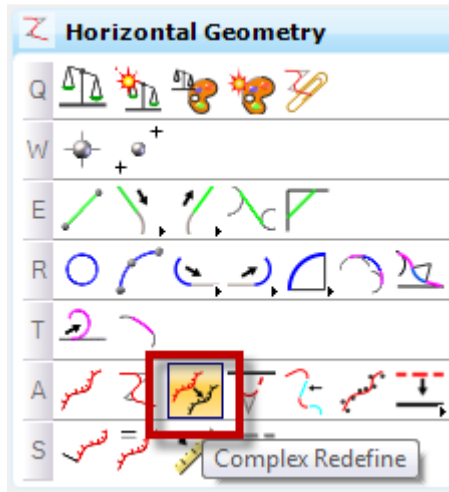 Horizontal Geometry
Q
W
E
R
T
A
S
Complex Redefine